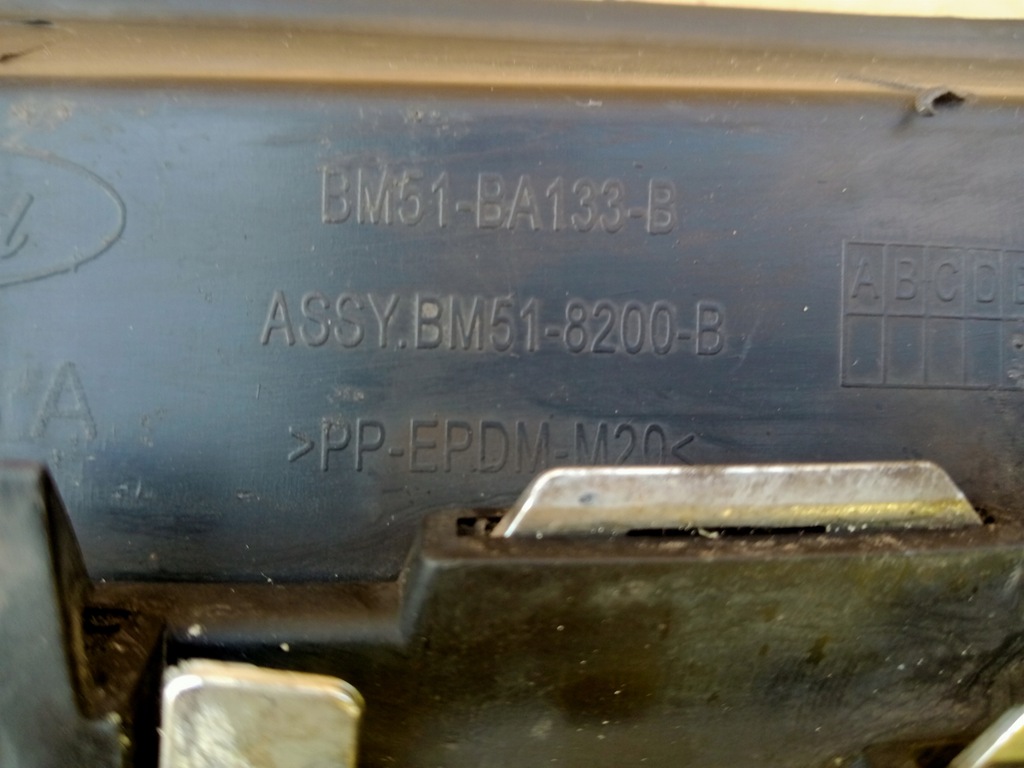 BM51-BA133-B
ASSY.BM51-8200-B
A B C D
>PP-EPDM-M20<